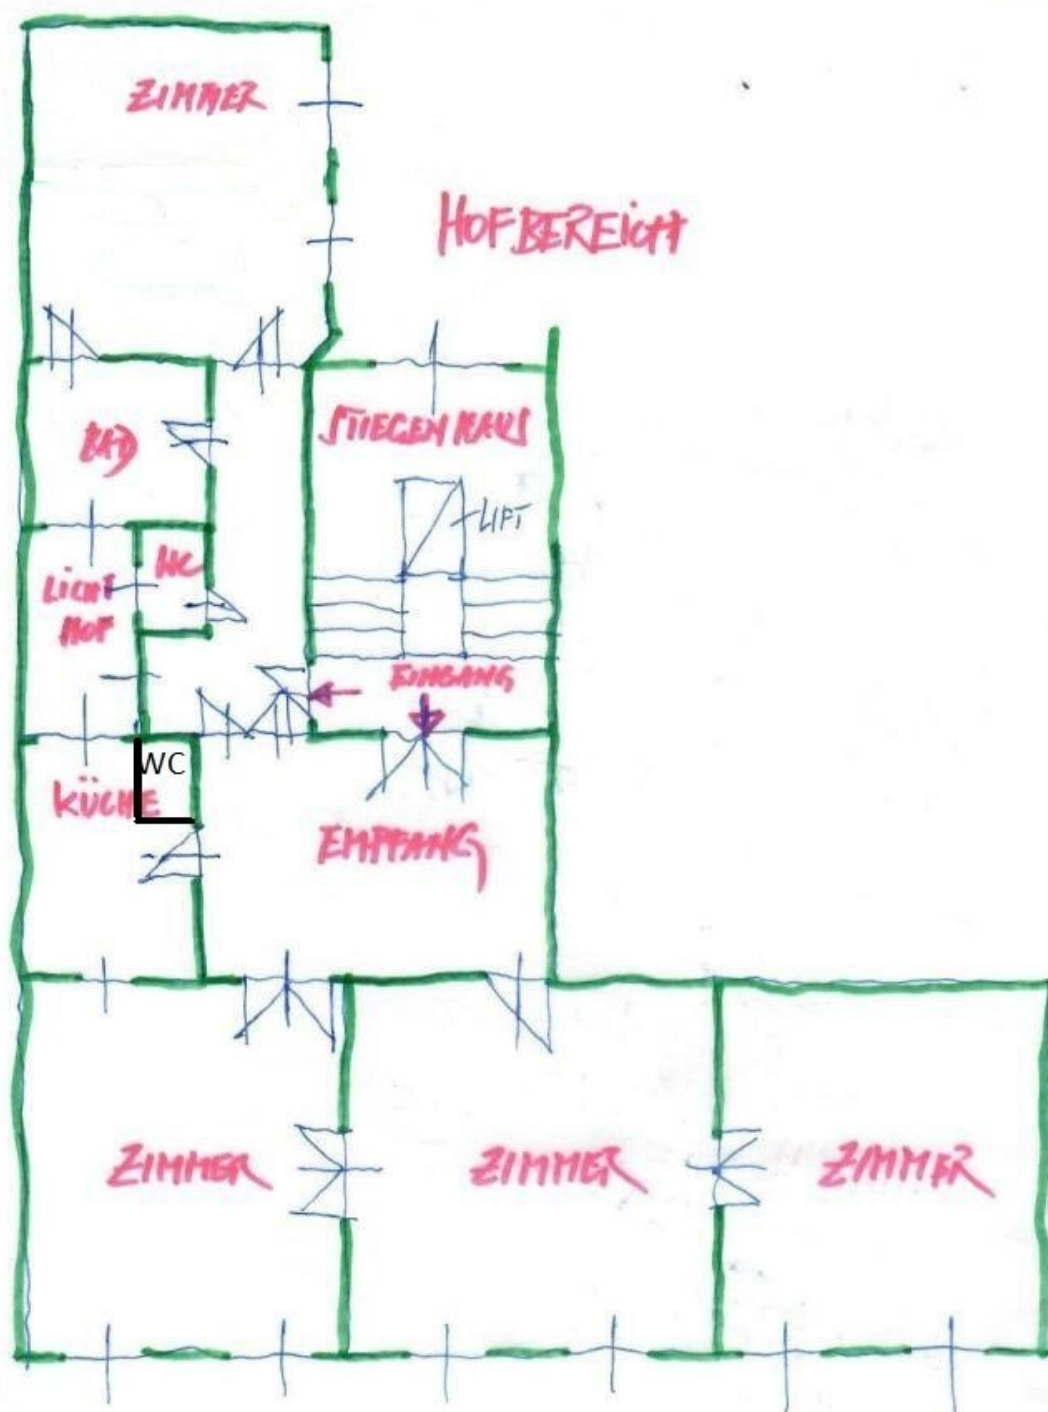 ZIMMER
HOFBEREICH
STIEGENHAUS
BAD
LIFT
WC
LICHT
HOF
EINGANG
WC
KÜCHE
EMPFANG
ZIMMER
ZIMMER
ZIMMER